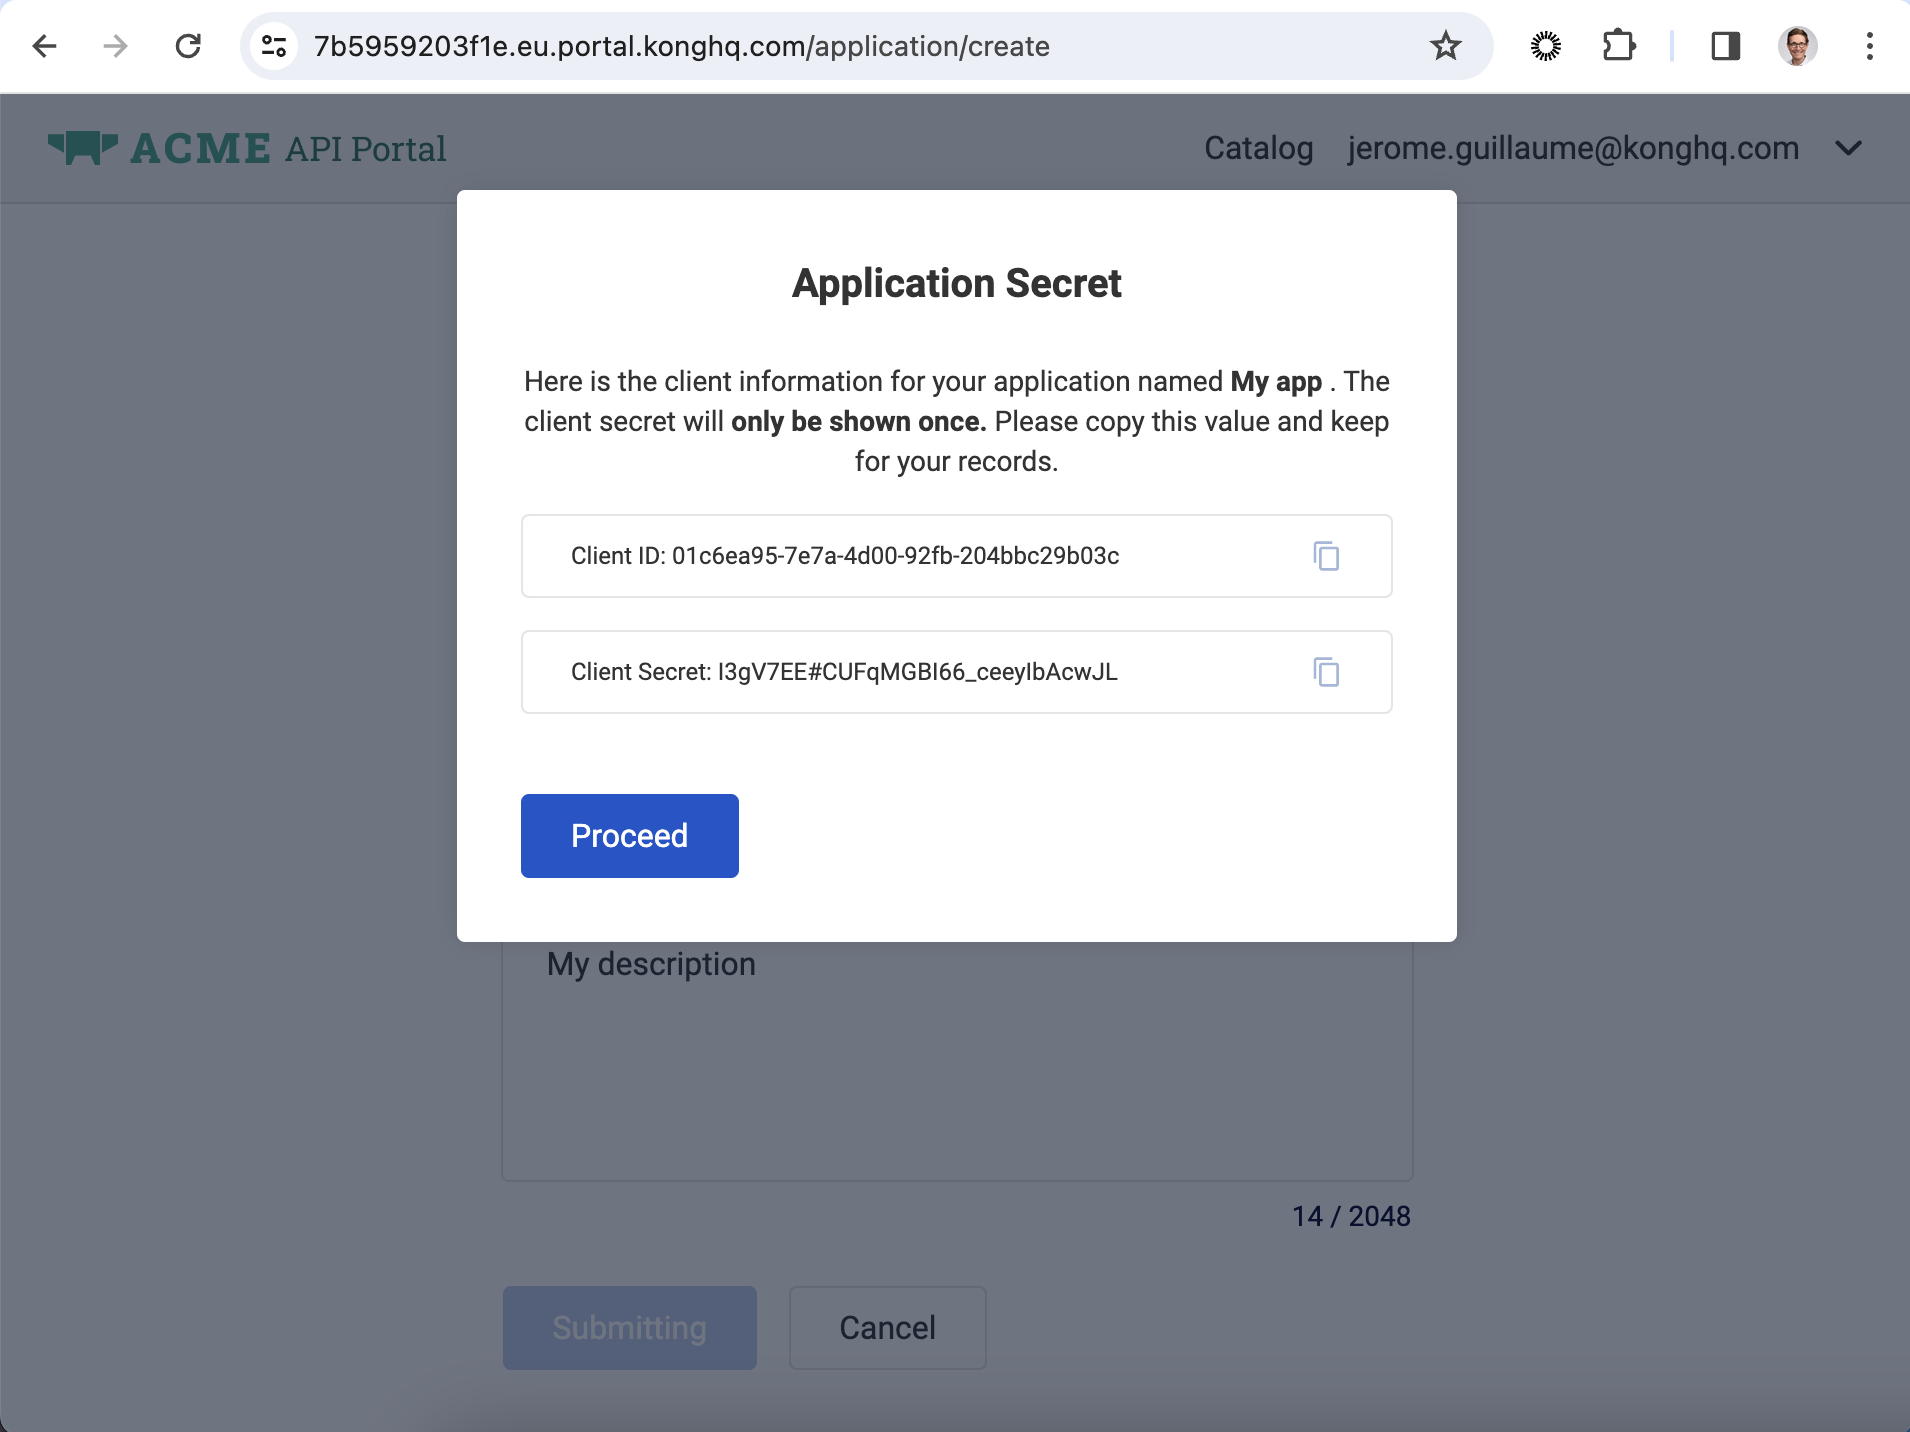 7b5959203f1e.eu.portal.konghq.com/application/create
ACME API Portal
Catalog jerome.guillaume@konghq.com
Application Secret
Here is the client information for your application named My app . The
client secret will only be shown once. Please copy this value and keep
for your records.
Client ID: 01c6ea95-7e7a-4d00-92fb-204bbc29b03c
Client Secret: I3gV7EE#CUFqMGBI66_ceeyIbAcwJL
Proceed
My description
14 / 2048
Submitting Cancel